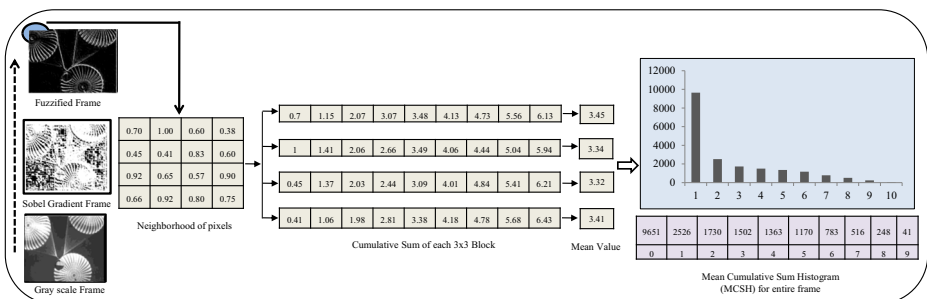 Fuzzified Frame
Sobel Gradient Frame
Gray scale Frame
0.70 1.00 0.60 0.38
0.45 0.41 0.83 0.60
0.92 0.65 0.57 0.90
0.66 0.92 0.80 0.75
Neighborhood of pixels
0.7 1.15 2.07 3.07 3.48 4.13 4.73 5.56 6.13
1 1.41 2.06 2.66 3.49 4.06 4.44 5.04 5.94
0.45 1.37 2.03 2.44 3.09 4.01 4.84 5.41 6.21
0.41 1.06 1.98 2.81 3.38 4.18 4.78 5.68 6.43
Cumulative Sum of each 3x3 Block
3.45
3.34
3.32
3.41
Mean Value
12000
10000
8000
6000
4000
2000
0
1 2 3 4 5 6 7 8 9 10
9651 2526 1730 1502 1363 1170 783 516 248 41
0 1 2 3 4 5 6 7 8 9
Mean Cumulative Sum Histogram
(MCSH) for entire frame